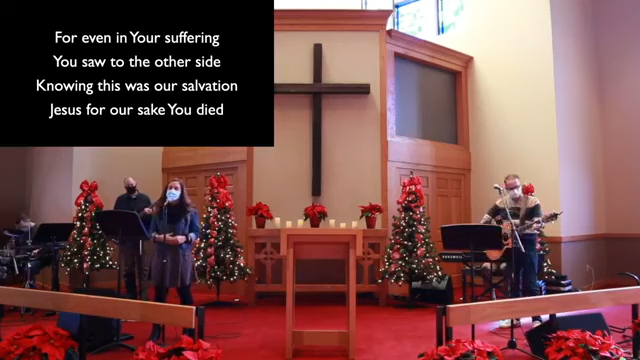 For even in Your suffering
You saw to the other side
Knowing this was our salvation
Jesus for our sake You died